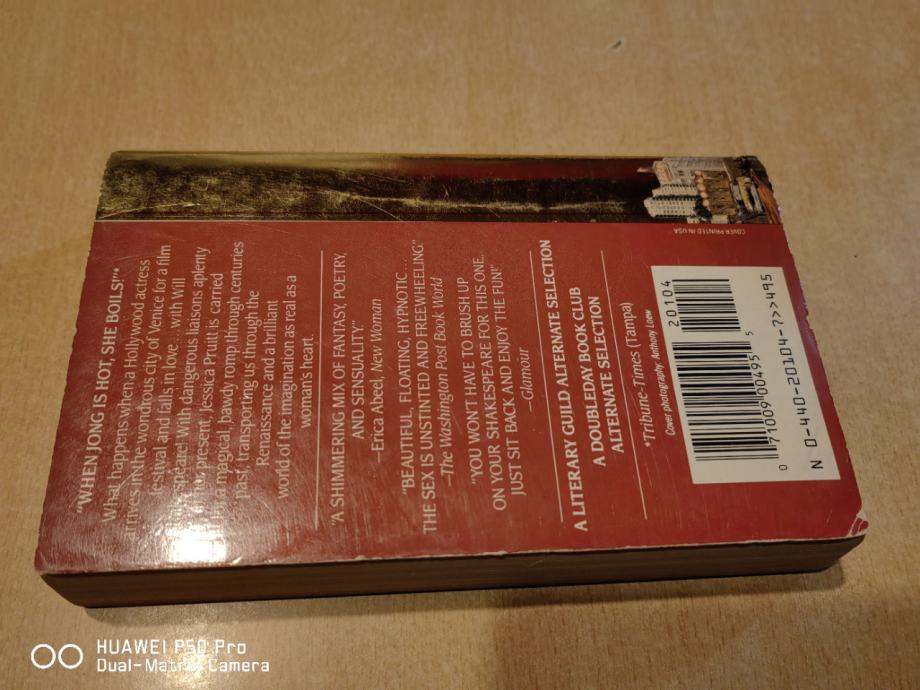 "WHEN JONG IS HOT, SHE BOILS!"*
What happens when a Hollywood actress
arrives in the wondrous city of Venice for a film
festival and falls in love...with Will
Shakespeare? With dangerous liaisons aplenty
past or present, Jessica Pruitt is carried
in a magical, bawdy romp through centuries
past, transporting us through the
Renaissance and a brilliant
world of the imagination as real as a
woman's heart.
"A SHIMMERING MIX OF FANTASY, POETRY,
AND SENSUALITY."
Erica Abeel, New Woman
"BEAUTIFUL, FLOATING, HYPNOTIC...
THE SEX IS UNSTINTED AND FREEWHEELING."
—The Washington Post Book World
"YOU WON'T HAVE TO BRUSH UP
ON YOUR SHAKESPEARE FOR THIS ONE.
JUST SIT BACK AND ENJOY THE FUN!"
—Glamour
A LITERARY GUILD ALTERNATE SELECTION
A DOUBLEDAY BOOK CLUB
ALTERNATE SELECTION
*Tribune-Times (Tampa)
Cover photography Anthony Loew
COVER PRINTED IN USA
20104
0 71009 00495 5
N 0-440-20104-7>>495
HUAWEI P50 Pro
Dual-Matrix Camera